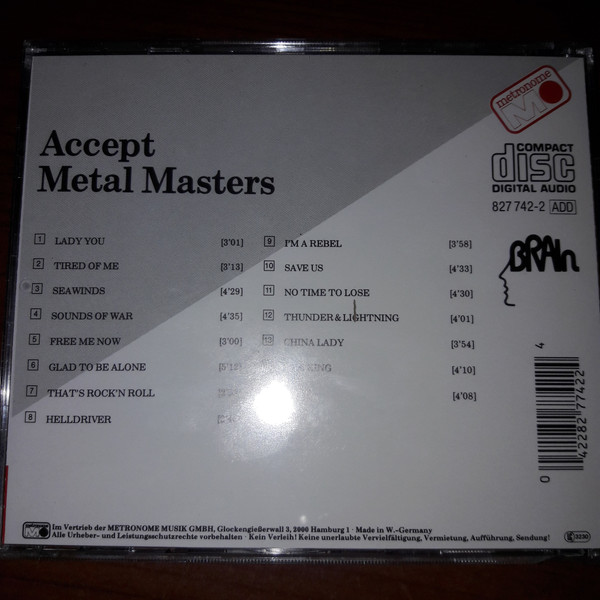 metronome
Accept
Metal Masters
COMPACT
disc
DIGITAL AUDIO
827 742-2 ADD
BRAIn
1 LADY YOU [3'01]
2 TIRED OF ME [3'13]
3 SEAWINDS [4'29]
4 SOUNDS OF WAR [4'35]
5 FREE ME NOW [3'00]
6 GLAD TO BE ALONE
7 THAT'S ROCK'N ROLL
8 HELLDRIVER
9 I'M A REBEL [3'58]
10 SAVE US [4'33]
11 NO TIME TO LOSE [4'30]
12 THUNDER & LIGHTNING [4'01]
13 CHINA LADY [3'54]
KING [4'10]
[4'08]
0 42282 77422 4
Im Vertrieb der METRONOME MUSIK GMBH, Glockengießerwall 3, 2000 Hamburg 1 · Made in W.-Germany
Alle Urheber- und Leistungsschutzrechte vorbehalten · Kein Verleih! Keine unerlaubte Vervielfältigung, Vermietung, Aufführung, Sendung!